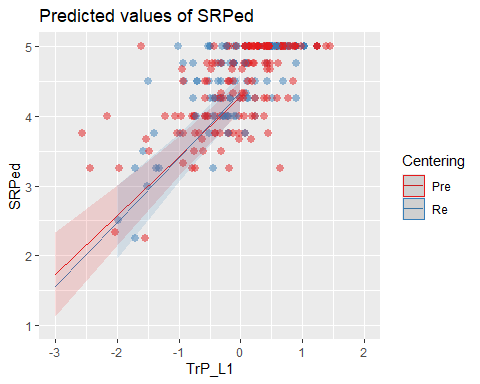 Predicted values of SRPed
5
4
3
2
1
SRPed
-3
-2
-1
0
1
2
TrP_L1
Centering
Pre
Re